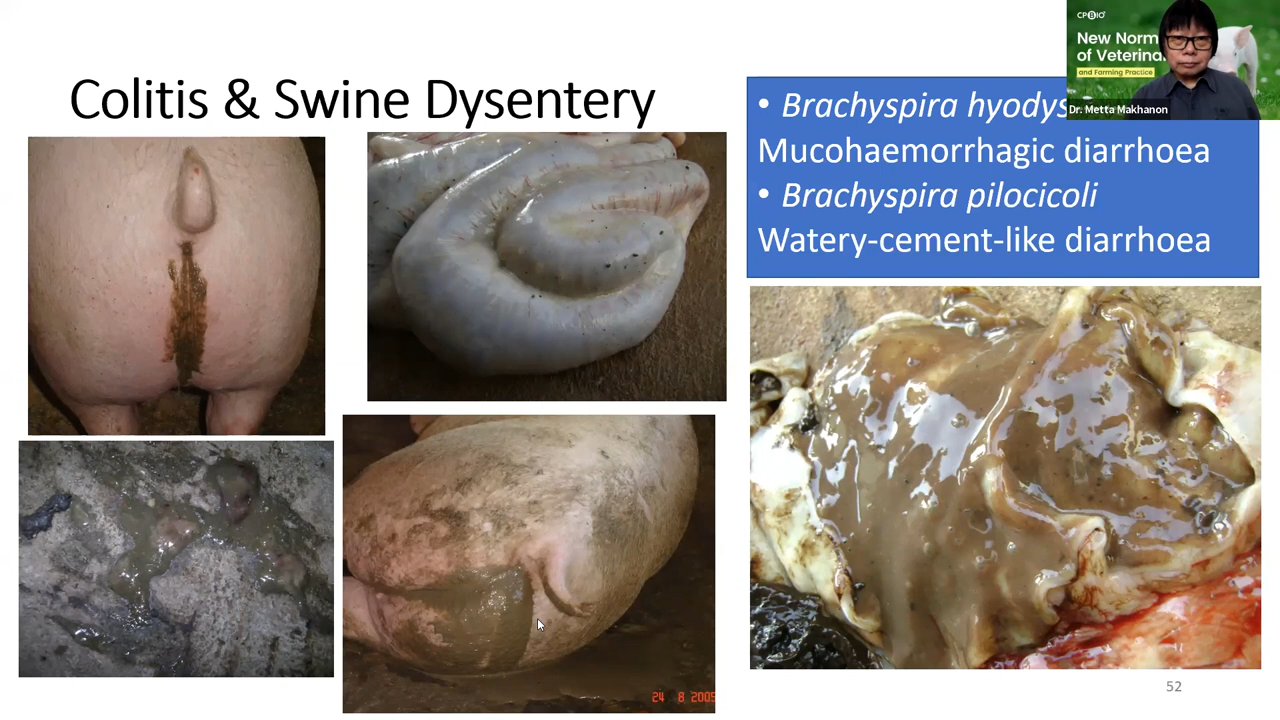 CPBIO
New Norm
of Veterina
and Farming Practice
Dr. Metta Makhanon
Colitis & Swine Dysentery
• Brachyspira hyodys
Mucohaemorrhagic diarrhoea
• Brachyspira pilocicoli
Watery-cement-like diarrhoea
24 8 2005
52